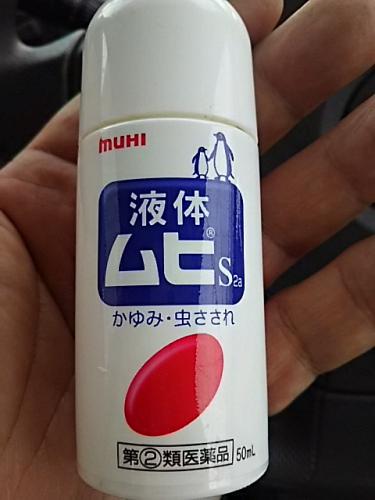 muHI
液体
ムヒ®S2a
かゆみ・虫さされ
第②類医薬品 50mL